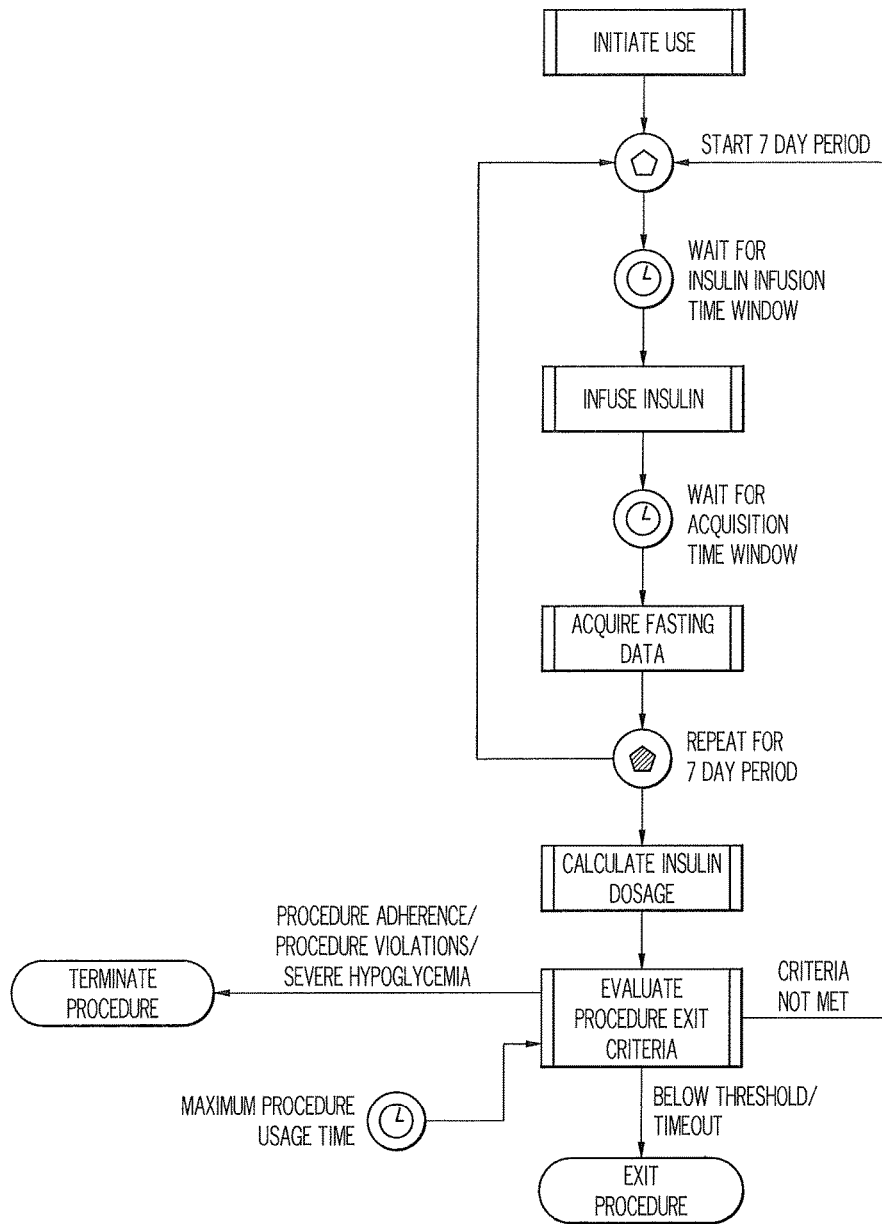 INITIATE USE
START 7 DAY PERIOD
WAIT FOR
INSULIN INFUSION
TIME WINDOW
INFUSE INSULIN
WAIT FOR
ACQUISITION
TIME WINDOW
ACQUIRE FASTING
DATA
REPEAT FOR
7 DAY PERIOD
CALCULATE INSULIN
DOSAGE
PROCEDURE ADHERENCE/
PROCEDURE VIOLATIONS/
SEVERE HYPOGLYCEMIA
TERMINATE
PROCEDURE
EVALUATE
PROCEDURE EXIT
CRITERIA
CRITERIA
NOT MET
MAXIMUM PROCEDURE
USAGE TIME
BELOW THRESHOLD/
TIMEOUT
EXIT
PROCEDURE